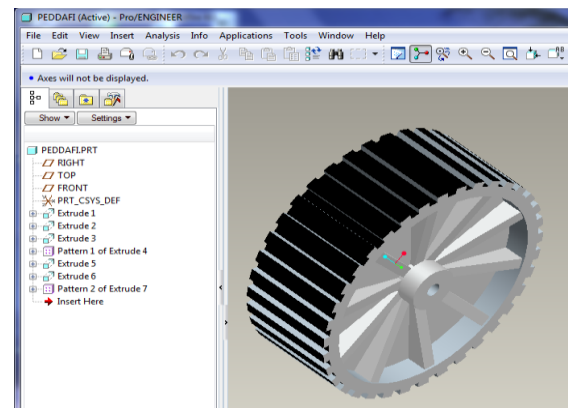 PEDDAFI (Active) - Pro/ENGINEER
File Edit View Insert Analysis Info Applications Tools Window Help
Axes will not be displayed.
Show Settings
PEDDAFI.PRT
RIGHT
TOP
FRONT
PRT_CSYS_DEF
Extrude 1
Extrude 2
Extrude 3
Pattern 1 of Extrude 4
Extrude 5
Extrude 6
Pattern 2 of Extrude 7
Insert Here